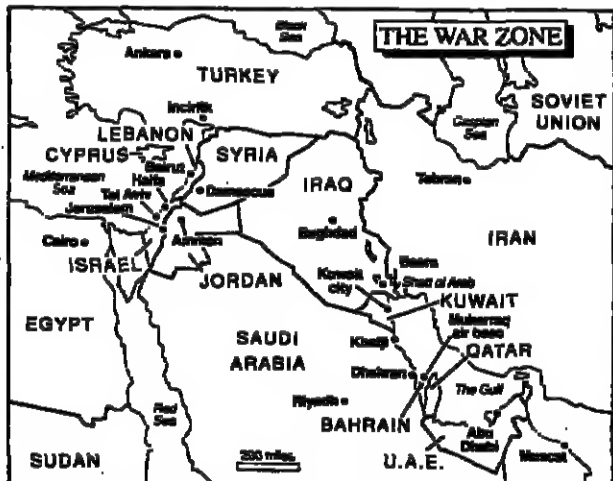 Black
Sea
THE WAR ZONE
Ankara
TURKEY
SOVIET
UNION
Caspian
Sea
Incirlik
LEBANON
CYPRUS
SYRIA
Beirut
Mediterranean
Sea
Haifa
Tel Aviv
Damascus
IRAQ
Tehran
Jerusalem
Baghdad
IRAN
Cairo
Amman
ISRAEL
Basra
Shatt al Arab
Kuwait
city
JORDAN
KUWAIT
Muharraq
air base
EGYPT
SAUDI
ARABIA
Khafji
QATAR
Dhahran
The Gulf
Red
Sea
Riyadh
BAHRAIN
Abu
Dhabi
Muscat
SUDAN
200 miles
U.A.E.